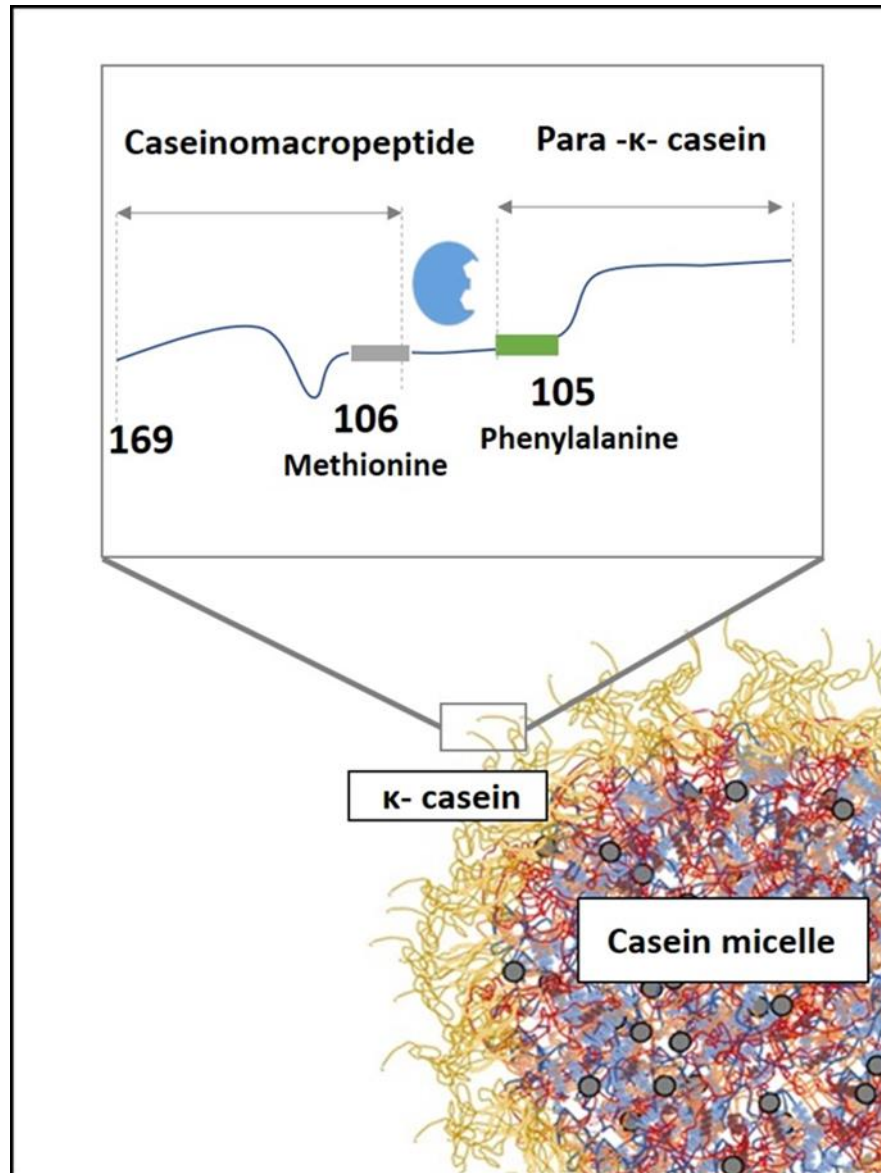 Caseinomacropeptide
Para -κ- casein
169
106
Methionine
105
Phenylalanine
κ- casein
Casein micelle